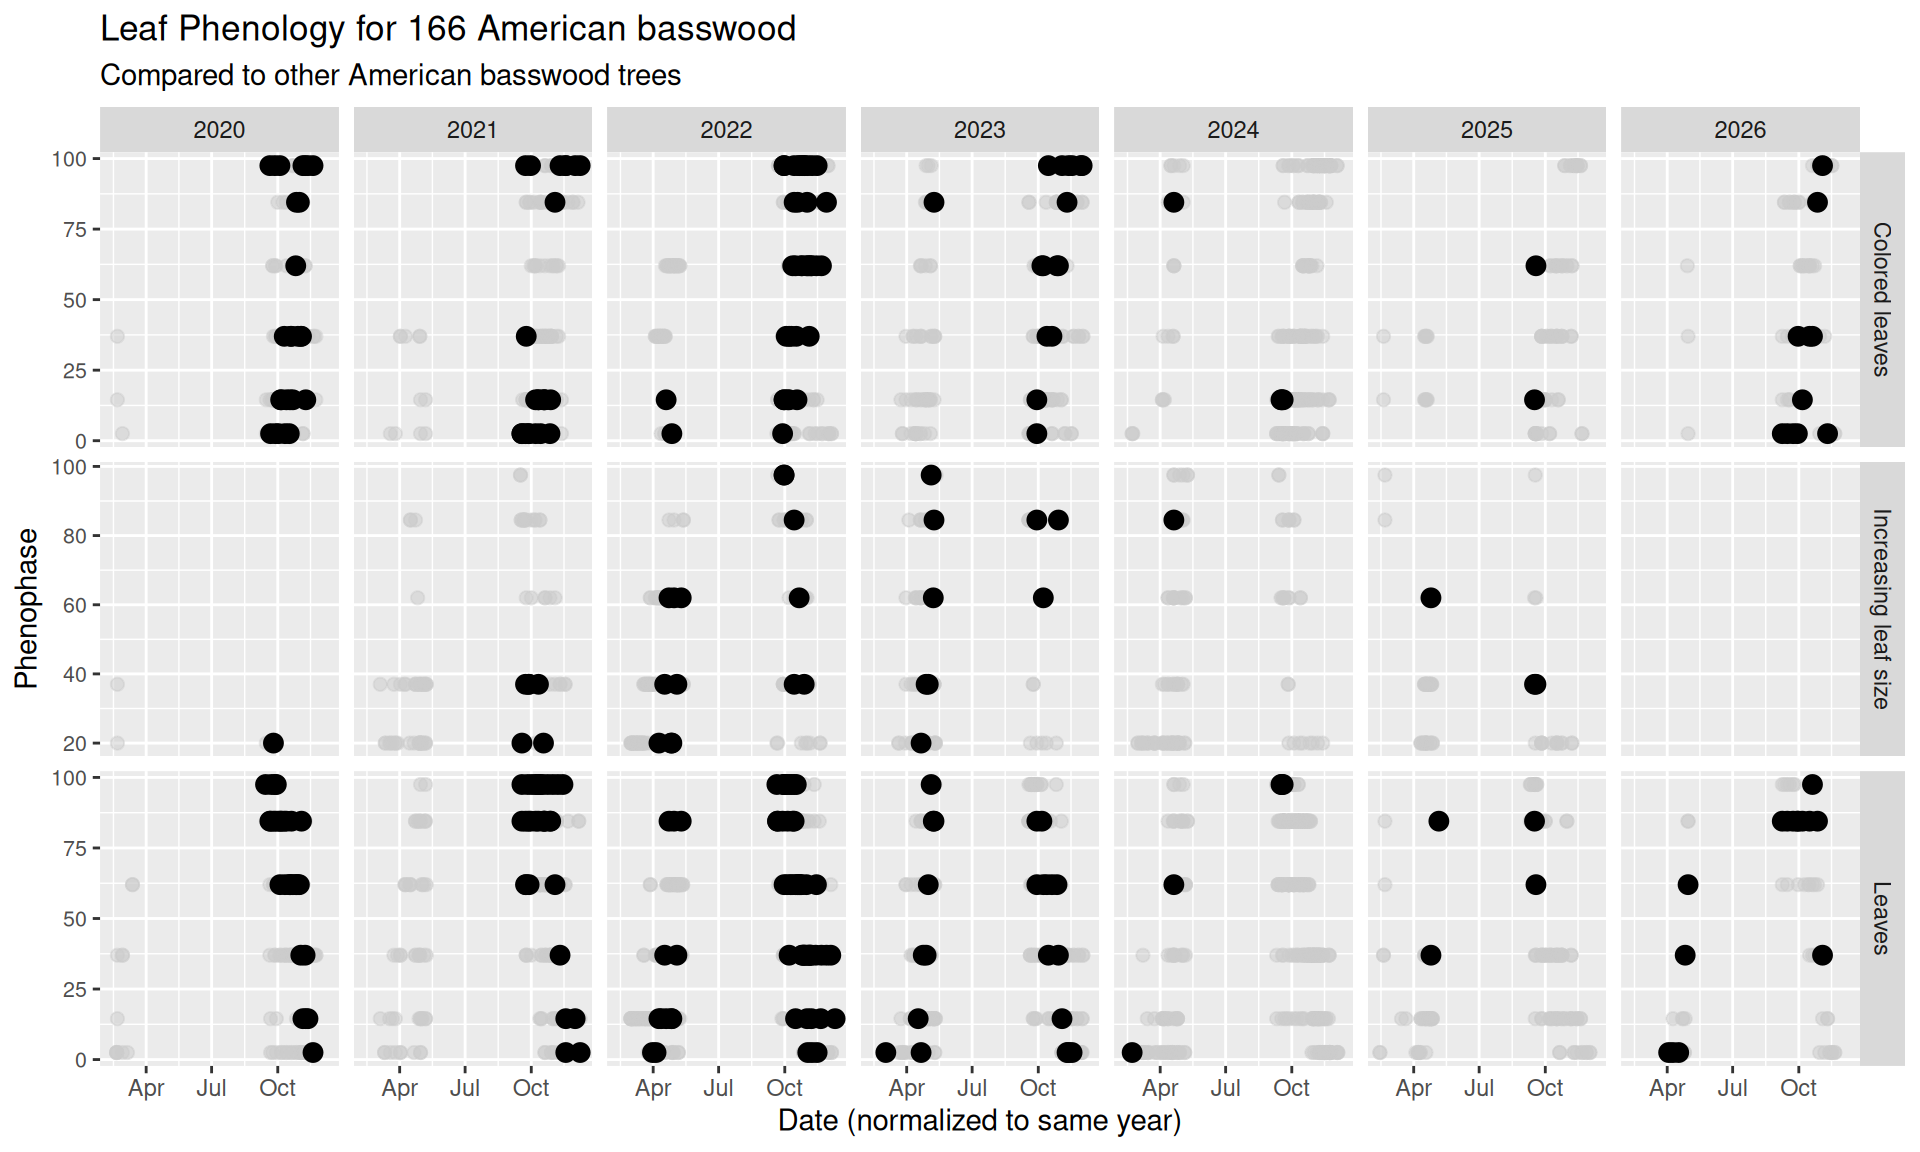 Leaf Phenology for 166 American basswood
Compared to other American basswood trees
2020 2021 2022 2023 2024 2025 2026
100
75
50
25
0
Colored leaves
100
80
60
40
20
Increasing leaf size
100
75
50
25
0
Leaves
Phenophase
Apr Jul Oct Apr Jul Oct Apr Jul Oct Apr Jul Oct Apr Jul Oct Apr Jul Oct Apr Jul Oct
Date (normalized to same year)